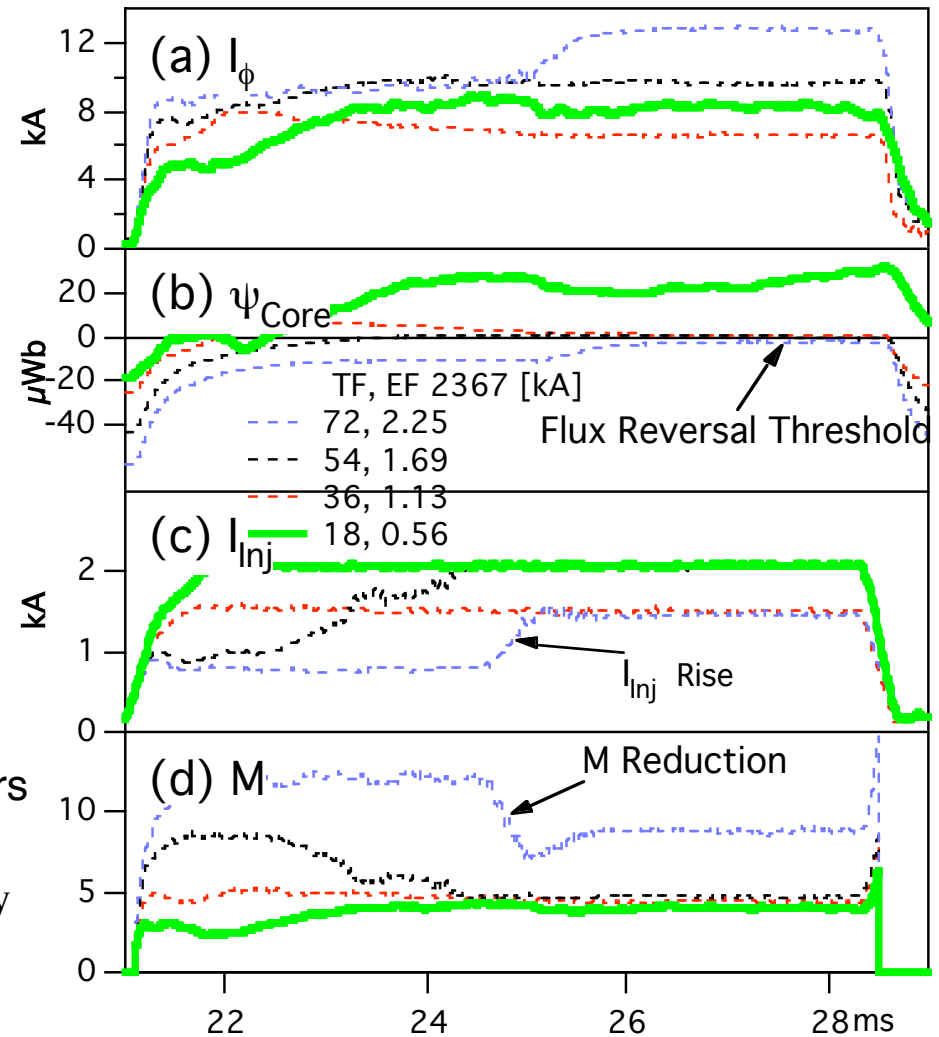 (a) Iϕ
12
8
4
0
kA
(b) ψCore
20
0
-20
-40
µWb
TF, EF 2367 [kA]
72, 2.25
54, 1.69
36, 1.13
18, 0.56
Flux Reversal Threshold
(c) IInj
2
1
0
kA
IInj Rise
(d) M
M Reduction
10
5
0
rs
y
22
24
26
28 ms